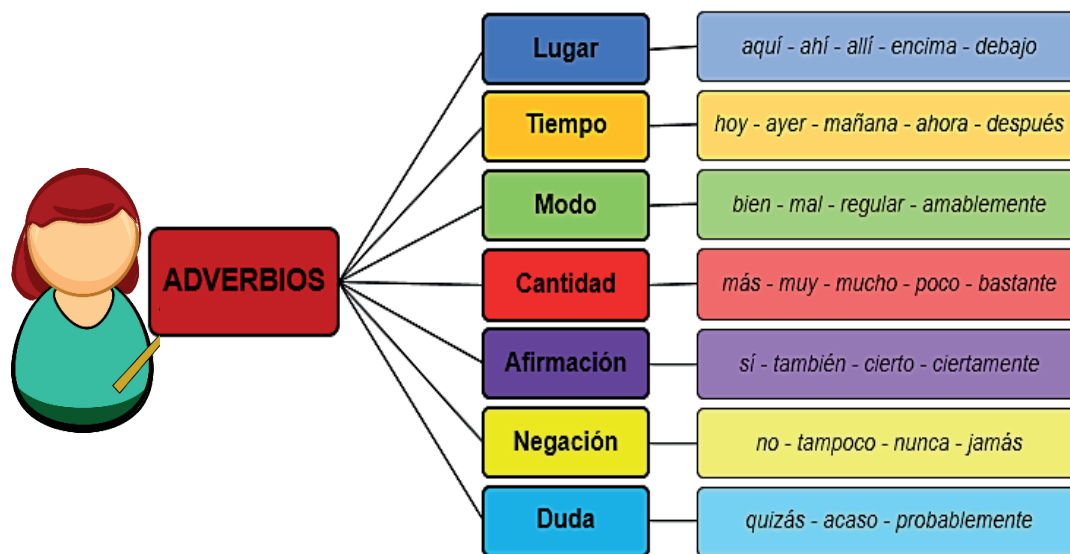 ADVERBIOS
Lugar
aquí - ahí - allí - encima - debajo
Tiempo
hoy - ayer - mañana - ahora - después
Modo
bien - mal - regular - amablemente
Cantidad
más - muy - mucho - poco - bastante
Afirmación
sí - también - cierto - ciertamente
Negación
no - tampoco - nunca - jamás
Duda
quizás - acaso - probablemente